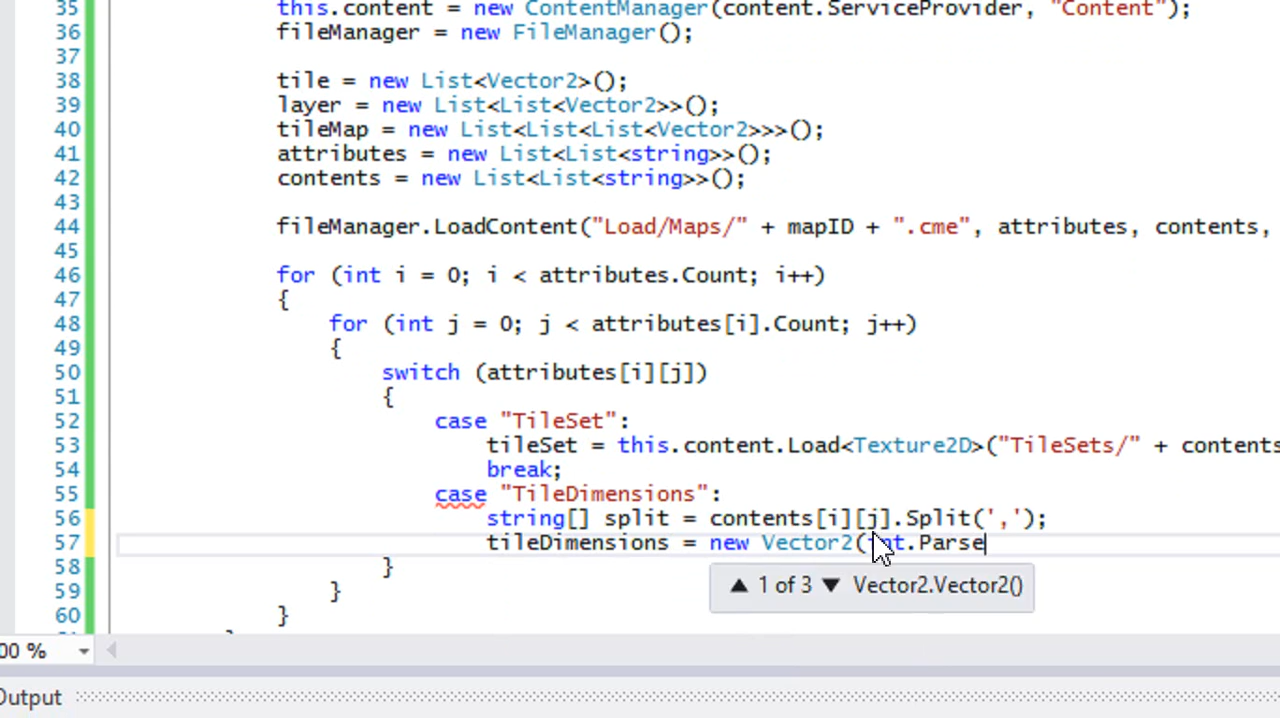 35 this.content = new ContentManager(content.ServiceProvider, "Content");
36 fileManager = new FileManager();
37
38 tile = new List<Vector2>();
39 layer = new List<List<Vector2>>();
40 tileMap = new List<List<List<Vector2>>>();
41 attributes = new List<List<string>>();
42 contents = new List<List<string>>();
43
44 fileManager.LoadContent("Load/Maps/" + mapID + ".cme", attributes, contents,
45
46 for (int i = 0; i < attributes.Count; i++)
47 {
48 for (int j = 0; j < attributes[i].Count; j++)
49 {
50 switch (attributes[i][j])
51 {
52 case "TileSet":
53 tileSet = this.content.Load<Texture2D>("TileSets/" + contents
54 break;
55 case "TileDimensions":
56 string[] split = contents[i][j].Split(',');
57 tileDimensions = new Vector2(int.Parse
▲ 1 of 3 ▼ Vector2.Vector2()
58 }
59 }
60 }
00 %
Output